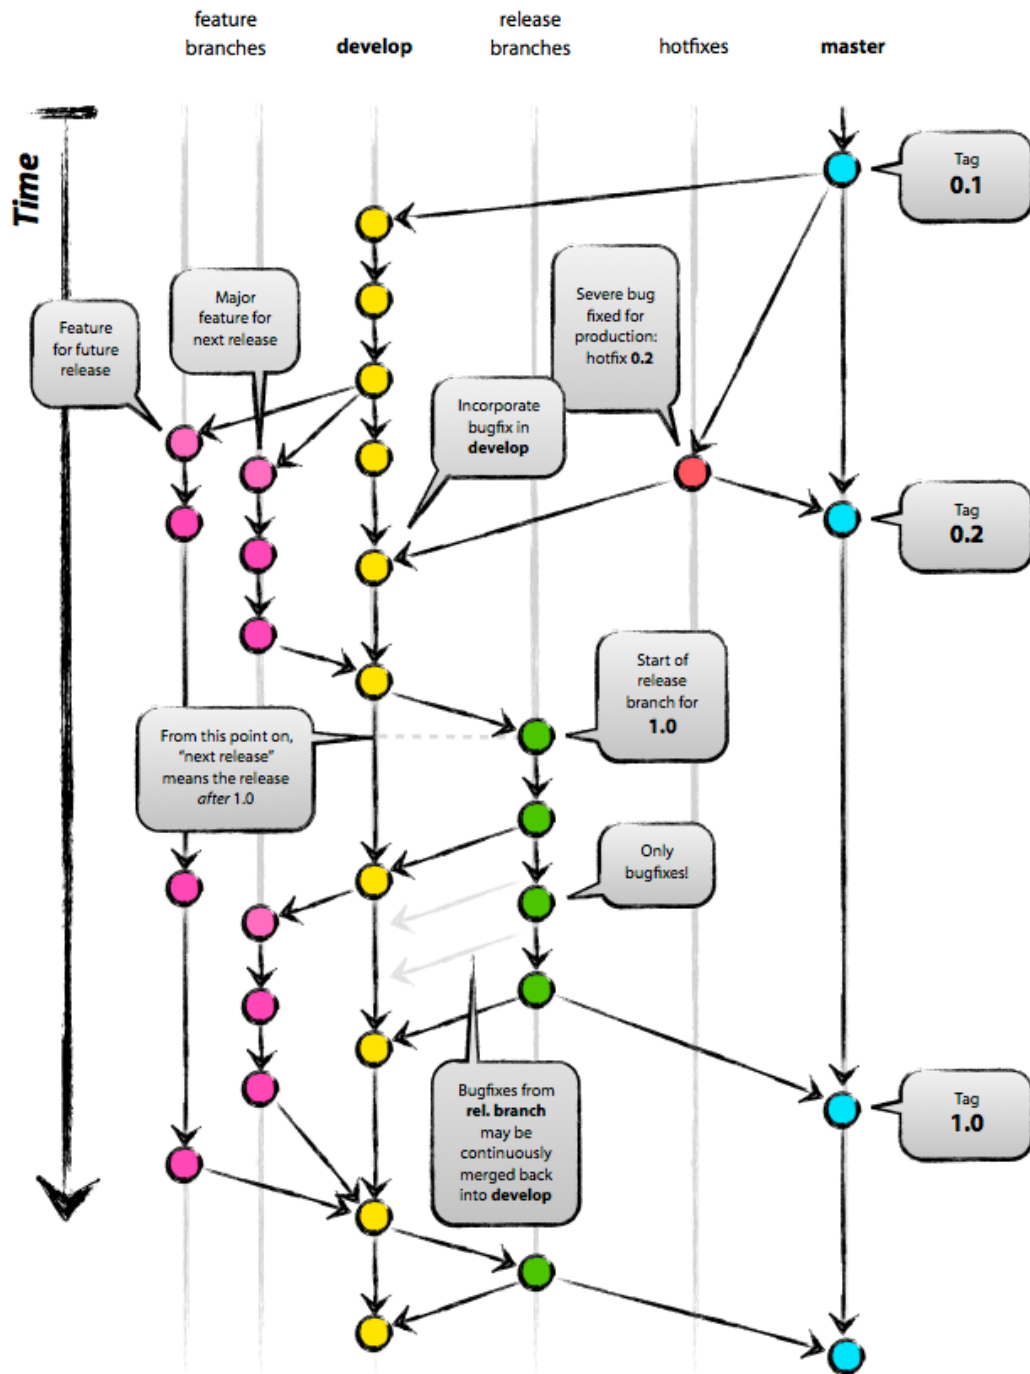 feature
branches
develop
release
branches
hotfixes
master
Time
Tag
0.1
Feature
for future
release
Major
feature for
next release
Severe bug
fixed for
production:
hotfix 0.2
Incorporate
bugfix in
develop
Tag
0.2
Start of
release
branch for
1.0
From this point on,
“next release”
means the release
after 1.0
Only
bugfixes!
Bugfixes from
rel. branch
may be
continuously
merged back
into develop
Tag
1.0